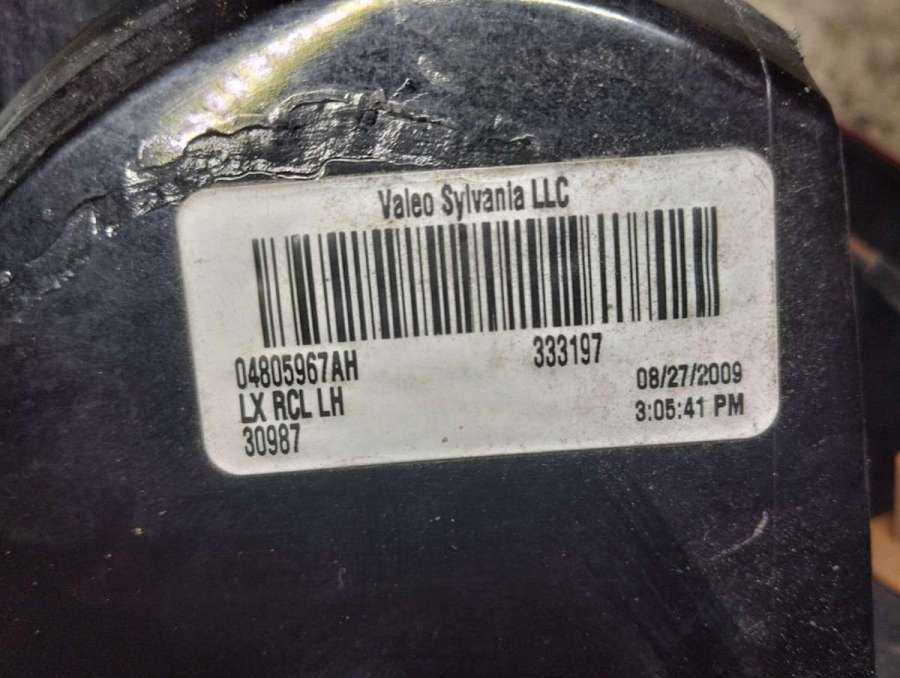 Valeo Sylvania LLC
04805967AH
333197
LX RCL LH
08/27/2009
30987
3:05:41 PM